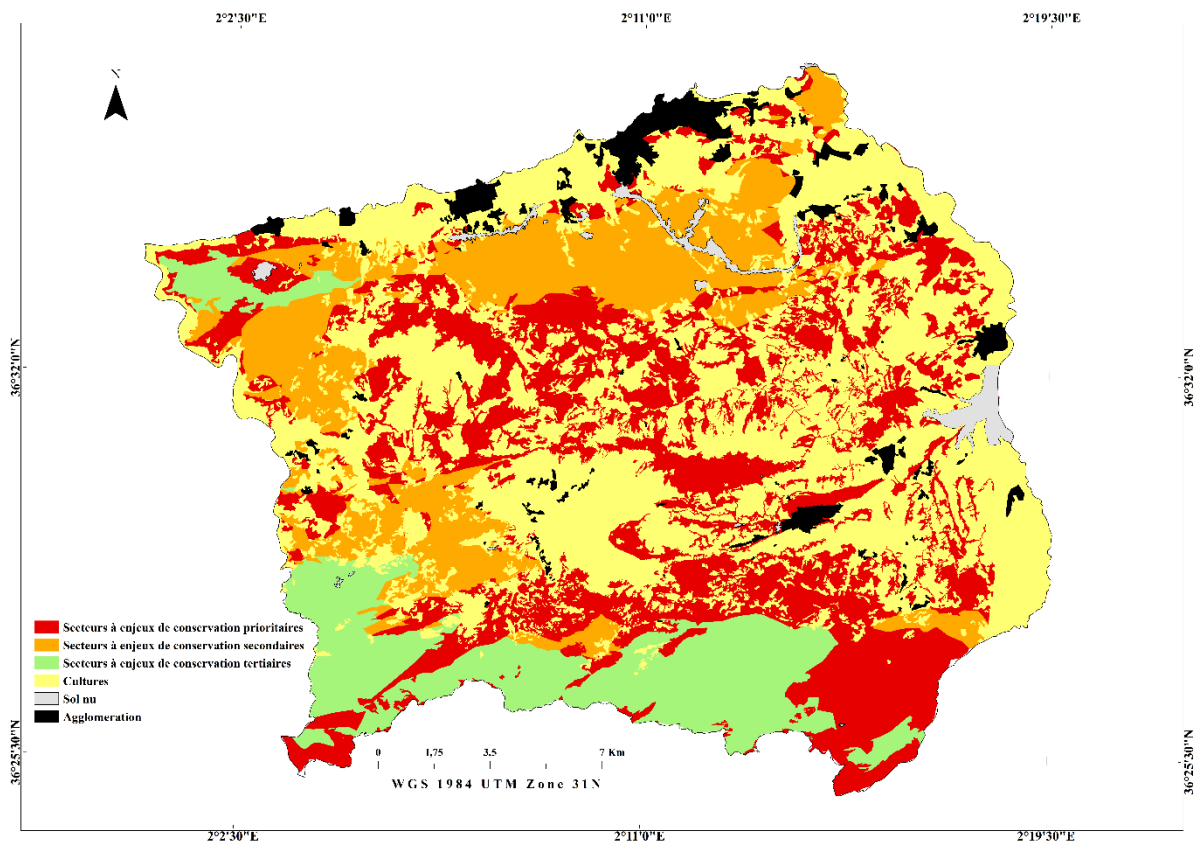 2°2'30"E 2°11'0"E 2°19'30"E
N
36°32'0"N 36°32'0"N
Secteurs à enjeux de conservation prioritaires
Secteurs à enjeux de conservation secondaires
Secteurs à enjeux de conservation tertiaires
Cultures
Sol nu
Agglomeration
36°25'30"N 36°25'30"N
0 1,75 3,5 7 Km
WGS 1984 UTM Zone 31N
2°2'30"E 2°11'0"E 2°19'30"E